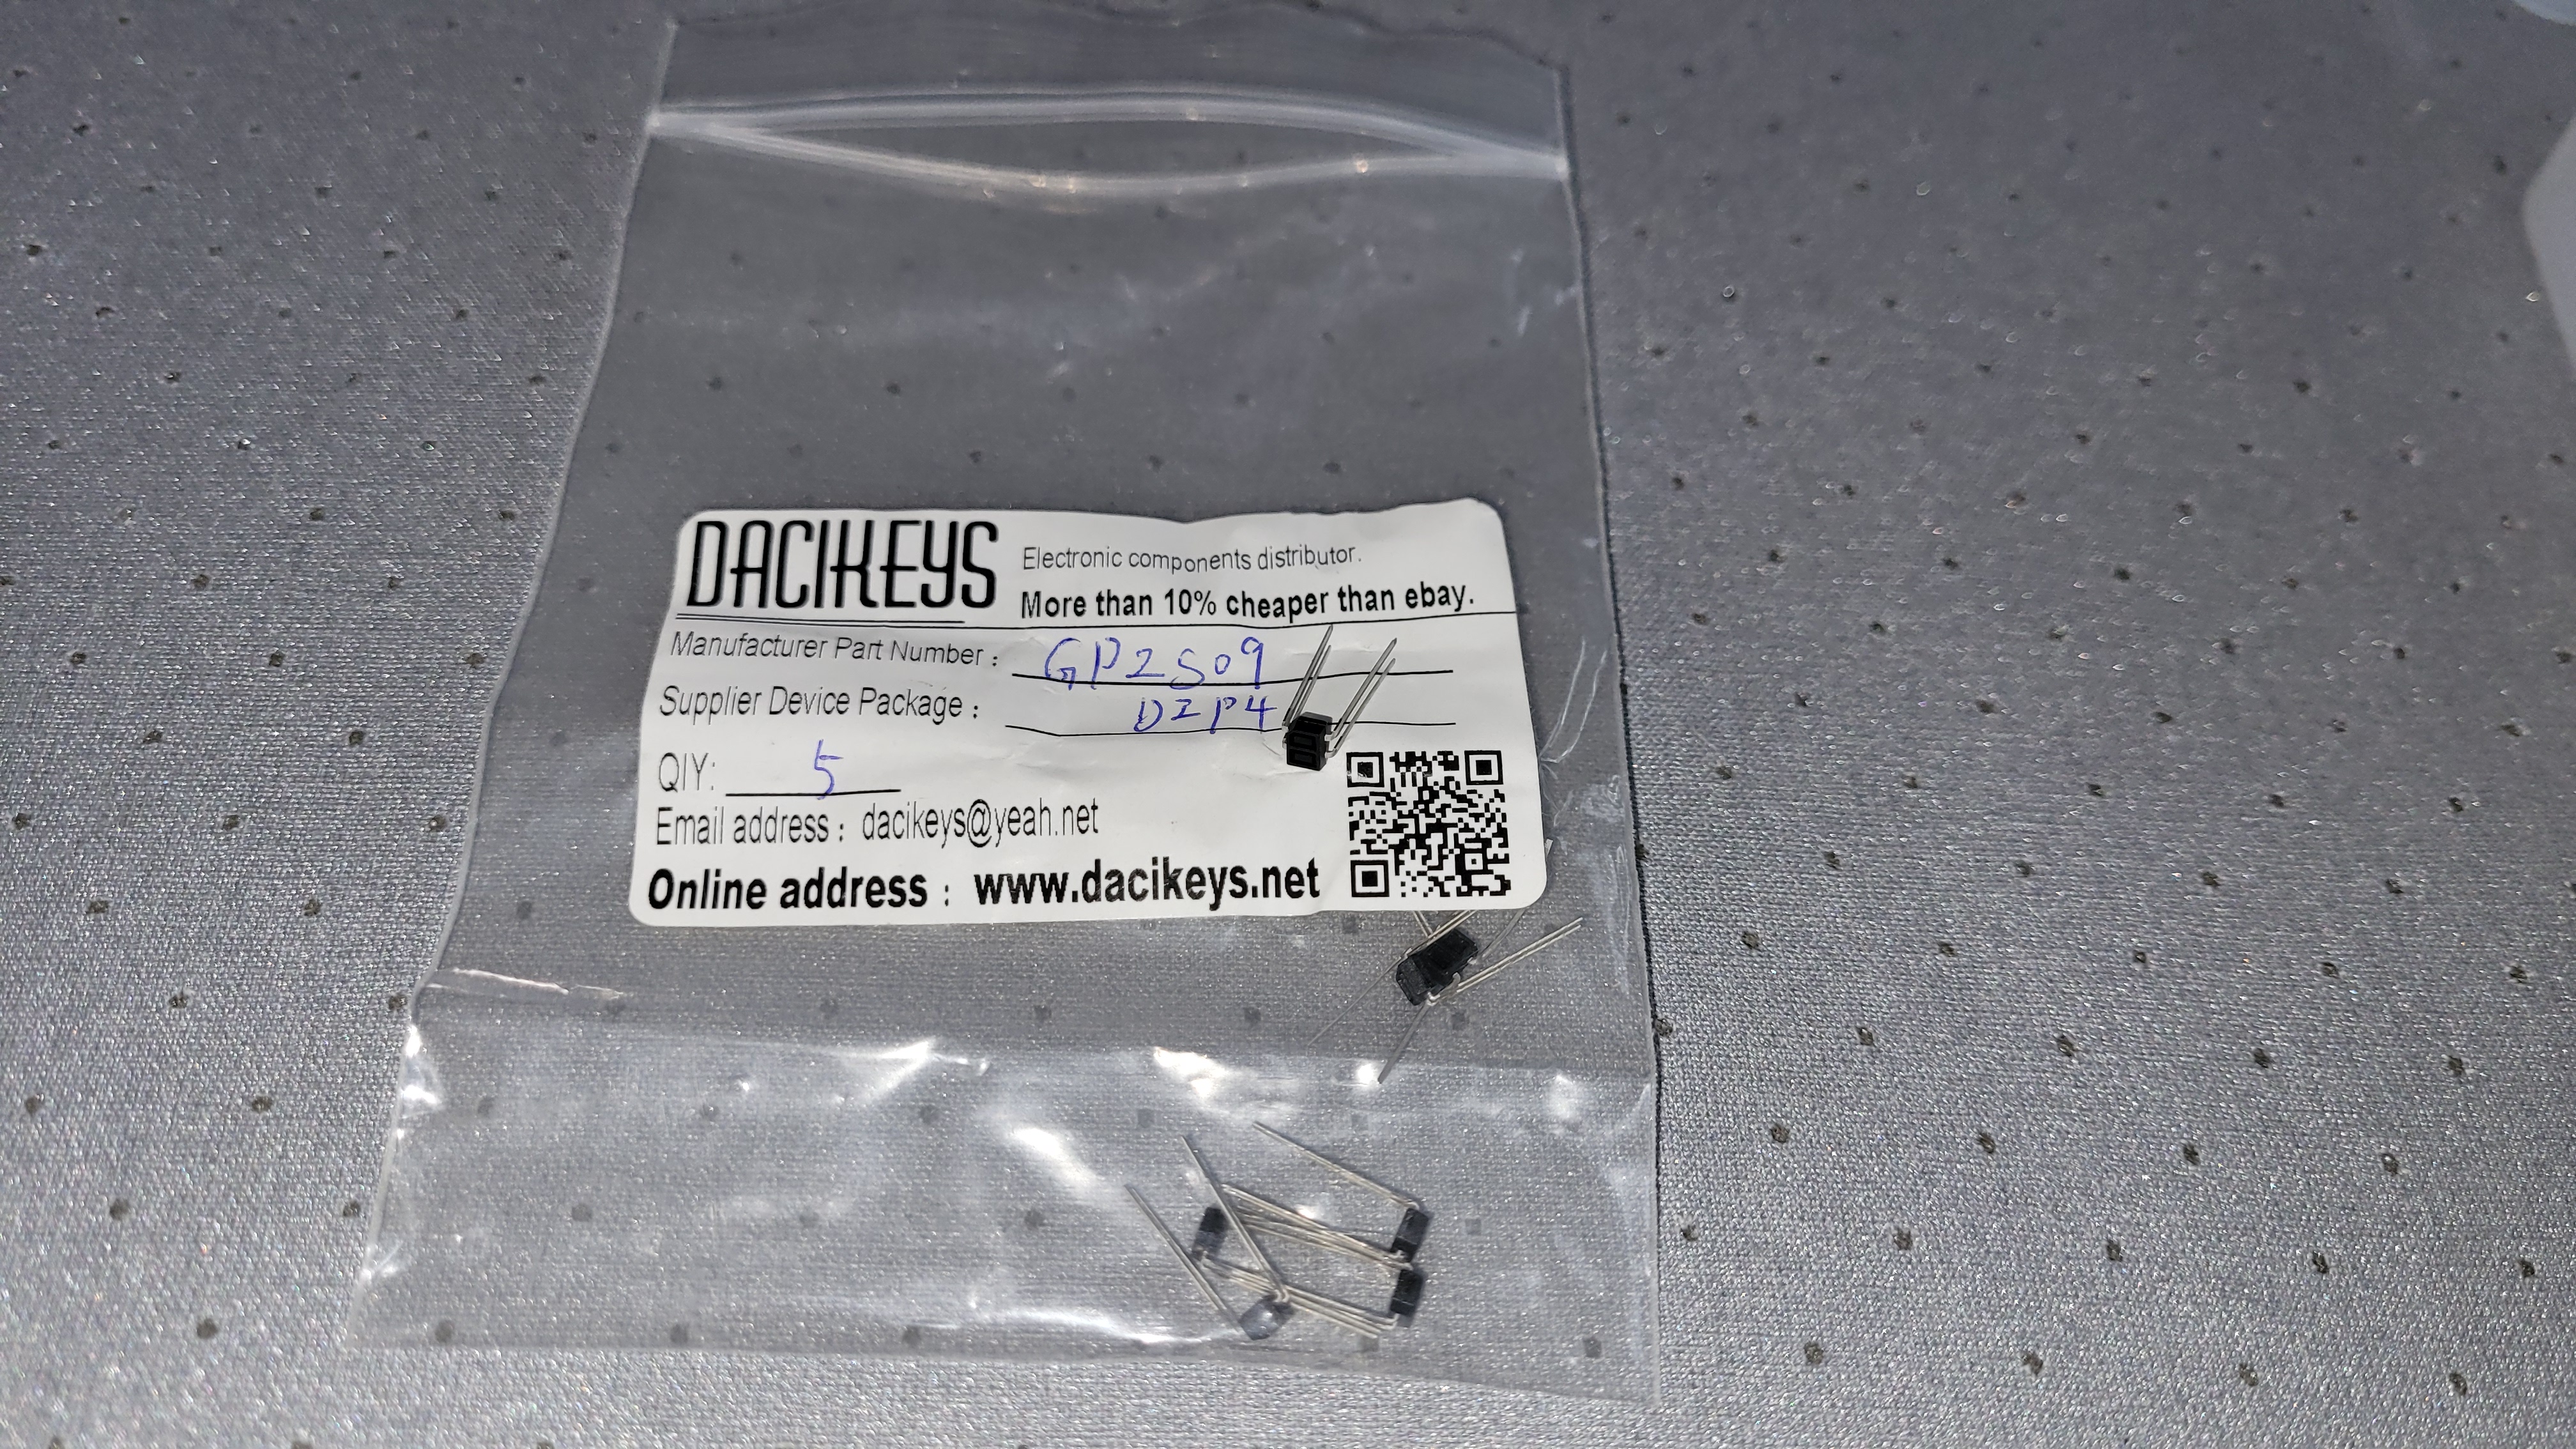 DACIKEYS
Electronic components distributor.
More than 10% cheaper than ebay.
Manufacturer Part Number : GP2S09
Supplier Device Package : DIP4
QIY: 5
Email address : dacikeys@yeah.net
Online address : www.dacikeys.net